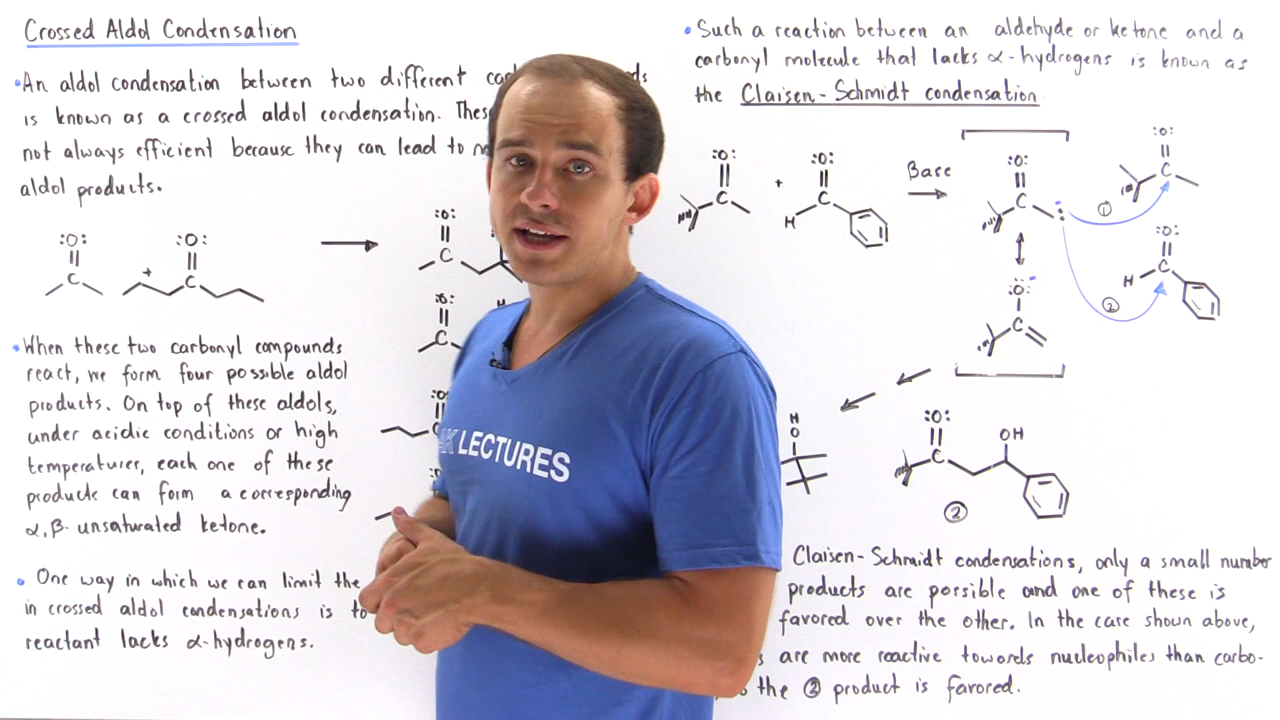 Crossed Aldol Condensation
•An aldol condensation between two different
is known as a crossed aldol condensation.
not always efficient because they can lead to
aldol products.
:O: :O: :O:
C + C C
:O:
C
•When these two carbonyl compounds
react, we form four possible aldol
products. On top of these aldols,
under acidic conditions or high
temperatures, each one of these
products can form a corresponding
α,β- unsaturated ketone.
• One way in which we can limit the
in crossed aldol condensations is to
reactant lacks α-hydrogens.
LECTURES
•Such a reaction between an aldehyde or ketone and a
carbonyl molecule that lacks α-hydrogens is known as
the Claisen-Schmidt condensation
:O: + :O: Base :O: :O:
C H C C C
① :O:
H C
②
:O:
C
H
O
:O: OH
C
②
Claisen-Schmidt condensations, only a small number
products are possible and one of these is
favored over the other. In the case shown above,
are more reactive towards nucleophiles than carbo-
the ② product is favored.